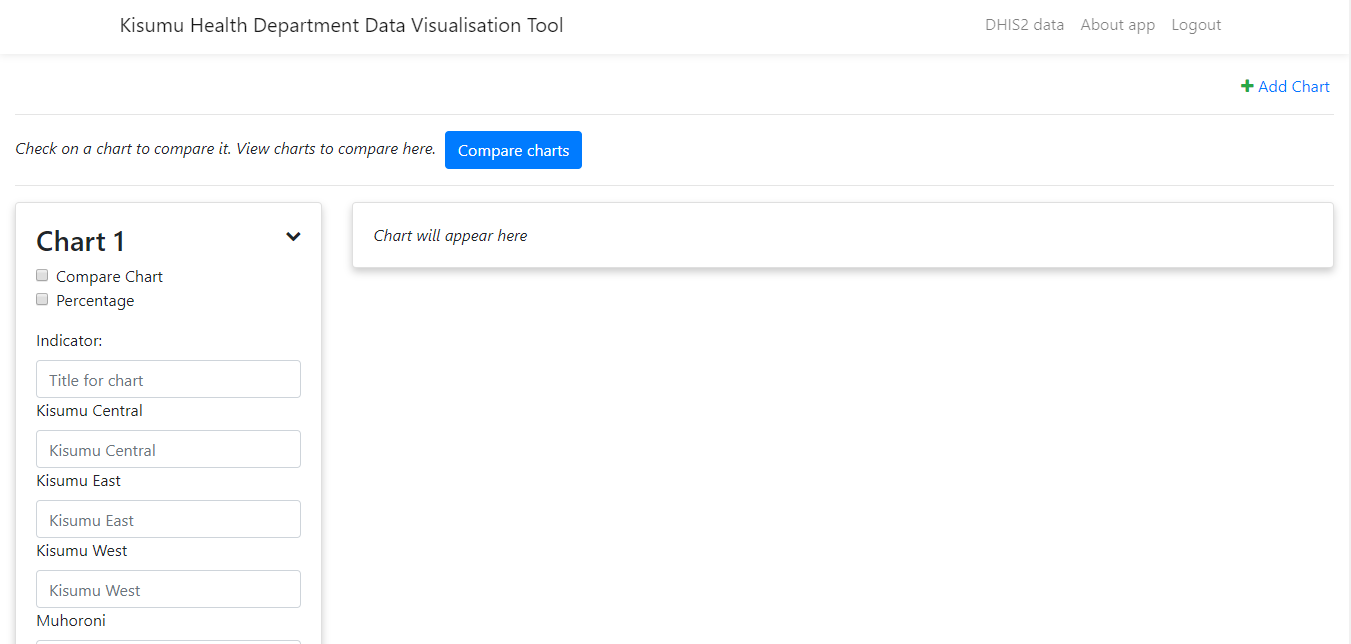 Kisumu Health Department Data Visualisation Tool
DHIS2 data About app Logout
Add Chart
Check on a chart to compare it. View charts to compare here. Compare charts
Chart 1
Compare Chart
Percentage
Indicator:
Title for chart
Kisumu Central
Kisumu Central
Kisumu East
Kisumu East
Kisumu West
Kisumu West
Muhoroni
Chart will appear here